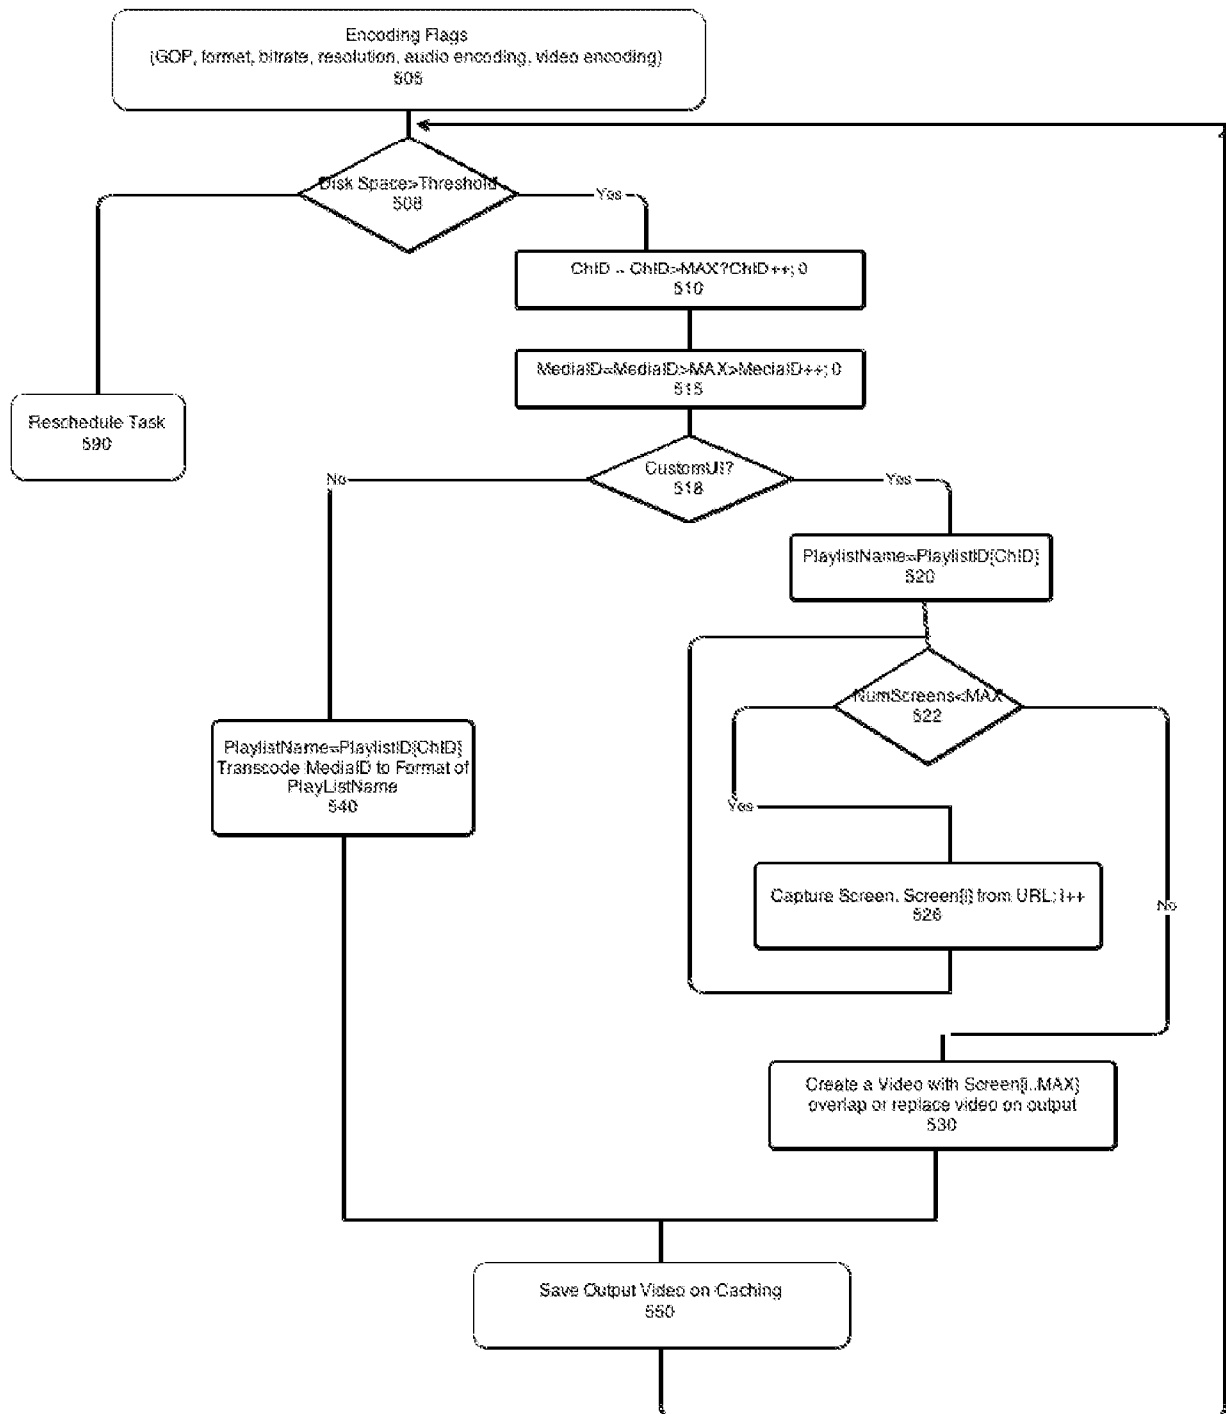 Encoding Flags
(GOP, format, bitrate, resolution, audio encoding, video encoding)
505
Disk Space>Threshold
508
Yes
ChID = ChID>MAX?ChID++; 0
510
MediaID=MediaID>MAX>MediaID++; 0
515
Reschedule Task
590
CustomUI?
518
No
Yes
PlaylistName=PlaylistID[ChID]
520
NumScreens<MAX
522
PlaylistName=PlaylistID[ChID]
Transcode MediaID to Format of
PlayListName
540
Yes
Capture Screen, Screen[i] from URL; i++
526
No
Create a Video with Screen[i..MAX]
overlap or replace video on output
530
Save Output Video on Caching
550